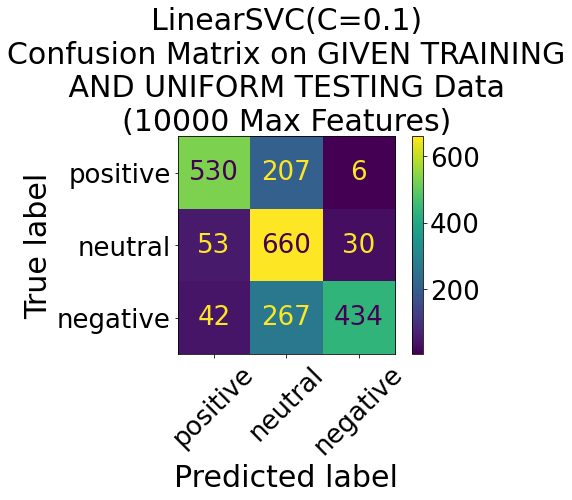 LinearSVC(C=0.1)
Confusion Matrix on GIVEN TRAINING
AND UNIFORM TESTING Data
(10000 Max Features)
True label
positive 530 207 6
neutral 53 660 30
negative 42 267 434
positive neutral negative
Predicted label
600
400
200